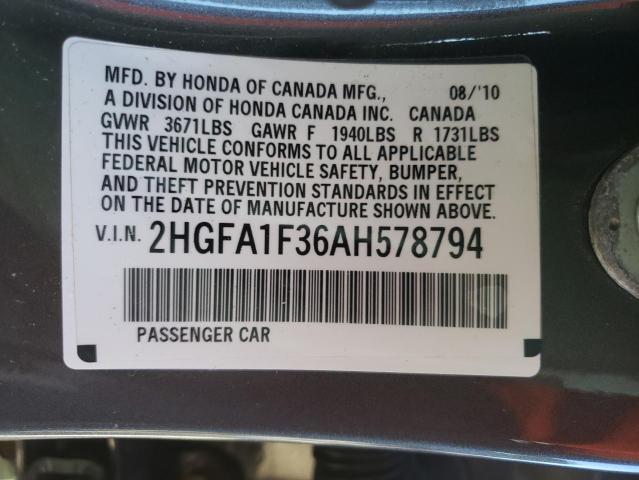 MFD. BY HONDA OF CANADA MFG., 08/'10
A DIVISION OF HONDA CANADA INC. CANADA
GVWR 3671LBS GAWR F 1940LBS R 1731LBS
THIS VEHICLE CONFORMS TO ALL APPLICABLE
FEDERAL MOTOR VEHICLE SAFETY, BUMPER,
AND THEFT PREVENTION STANDARDS IN EFFECT
ON THE DATE OF MANUFACTURE SHOWN ABOVE.
V.I.N. 2HGFA1F36AH578794
PASSENGER CAR